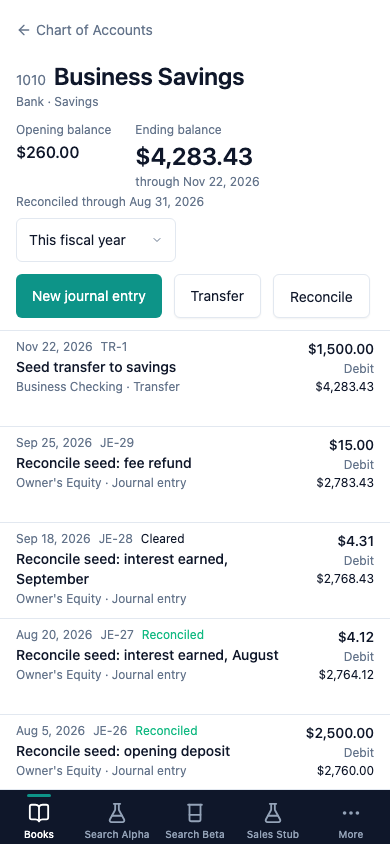 ← Chart of Accounts
1010 Business Savings
Bank · Savings
Opening balance Ending balance
$260.00 $4,283.43
through Nov 22, 2026
Reconciled through Aug 31, 2026
This fiscal year
New journal entry Transfer Reconcile
Nov 22, 2026 TR-1 $1,500.00
Seed transfer to savings Debit
Business Checking · Transfer $4,283.43
Sep 25, 2026 JE-29 $15.00
Reconcile seed: fee refund Debit
Owner's Equity · Journal entry $2,783.43
Sep 18, 2026 JE-28 Cleared $4.31
Reconcile seed: interest earned, Debit
September $2,768.43
Owner's Equity · Journal entry
Aug 20, 2026 JE-27 Reconciled $4.12
Reconcile seed: interest earned, August Debit
Owner's Equity · Journal entry $2,764.12
Aug 5, 2026 JE-26 Reconciled $2,500.00
Reconcile seed: opening deposit Debit
Owner's Equity · Journal entry $2,760.00
Books Search Alpha Search Beta Sales Stub More